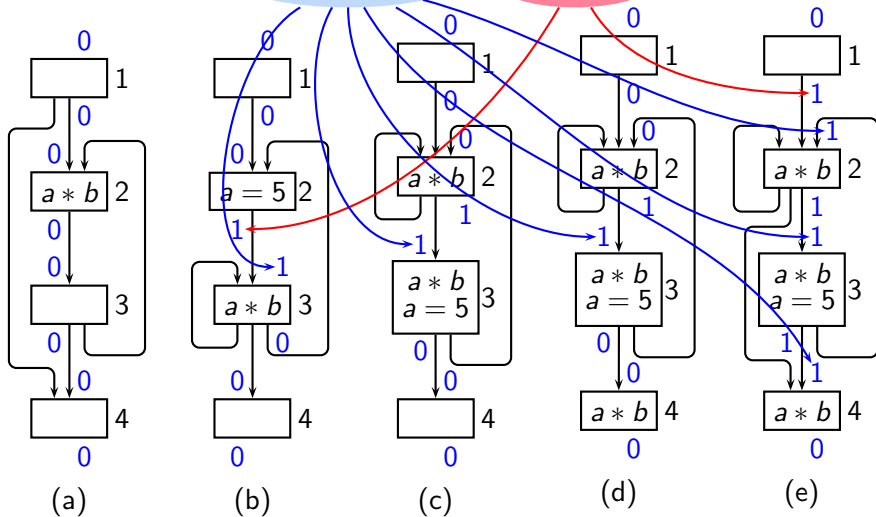 0 0 0 0 0
1 1 1 1 1
0 0 0 0 1
0 0 0 0 1
a ∗ b 2 a = 5 2 a ∗ b 2 a ∗ b 2 a ∗ b 2
0 1 1 1 1
0 1 1 1 1
3 a ∗ b 3 a ∗ b a = 5 3 a ∗ b a = 5 3 a ∗ b a = 5 3
0 0 0 0 1
0 0 0 0 1
4 4 4 a ∗ b 4 a ∗ b 4
0 0 0 0 0
(a) (b) (c) (d) (e)